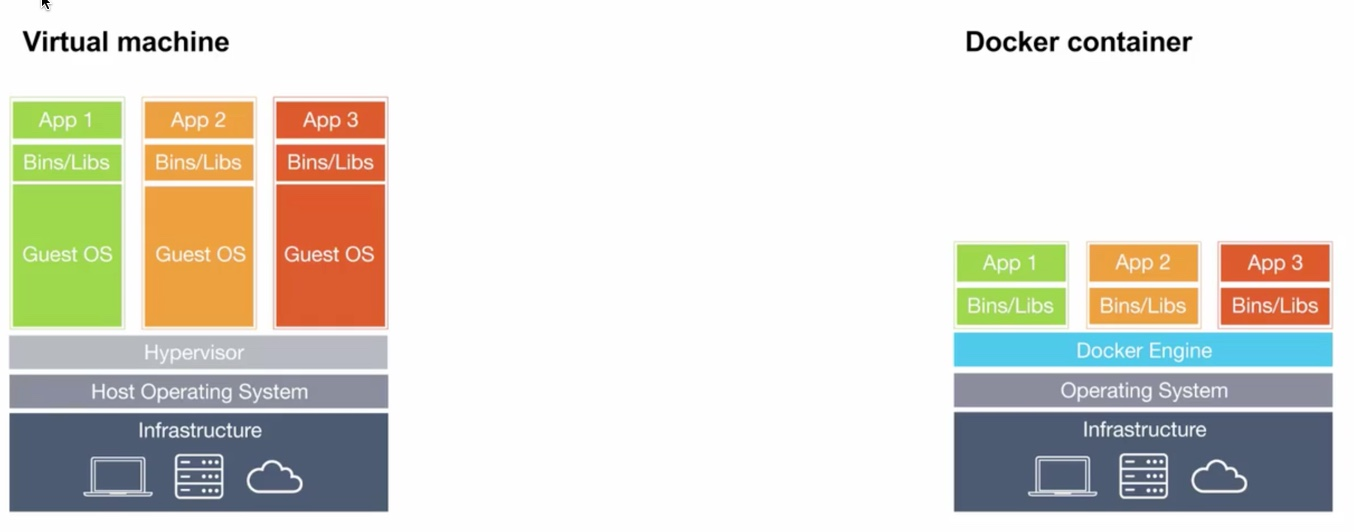 Virtual machine
App 1
App 2
App 3
Bins/Libs
Bins/Libs
Bins/Libs
Guest OS
Guest OS
Guest OS
Hypervisor
Host Operating System
Infrastructure
Docker container
App 1
App 2
App 3
Bins/Libs
Bins/Libs
Bins/Libs
Docker Engine
Operating System
Infrastructure